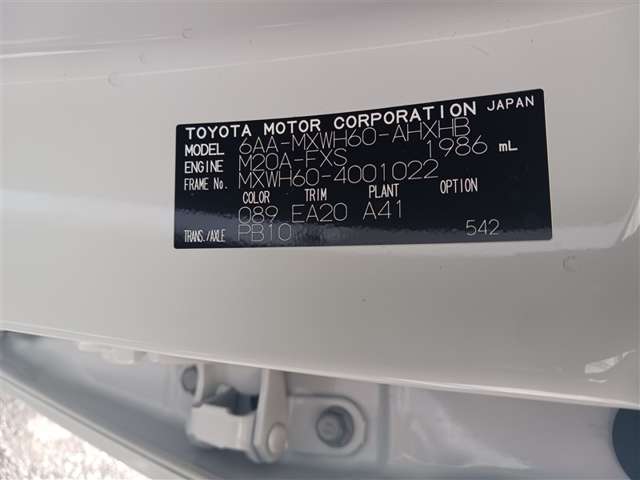 TOYOTA MOTOR CORPORATION JAPAN
MODEL 6AA-MXWH60-AHXHB
ENGINE M20A-FXS 1986 mL
FRAME No. MXWH60-4001022
COLOR TRIM PLANT OPTION
089 EA20 A41
TRANS./AXLE PB10 542